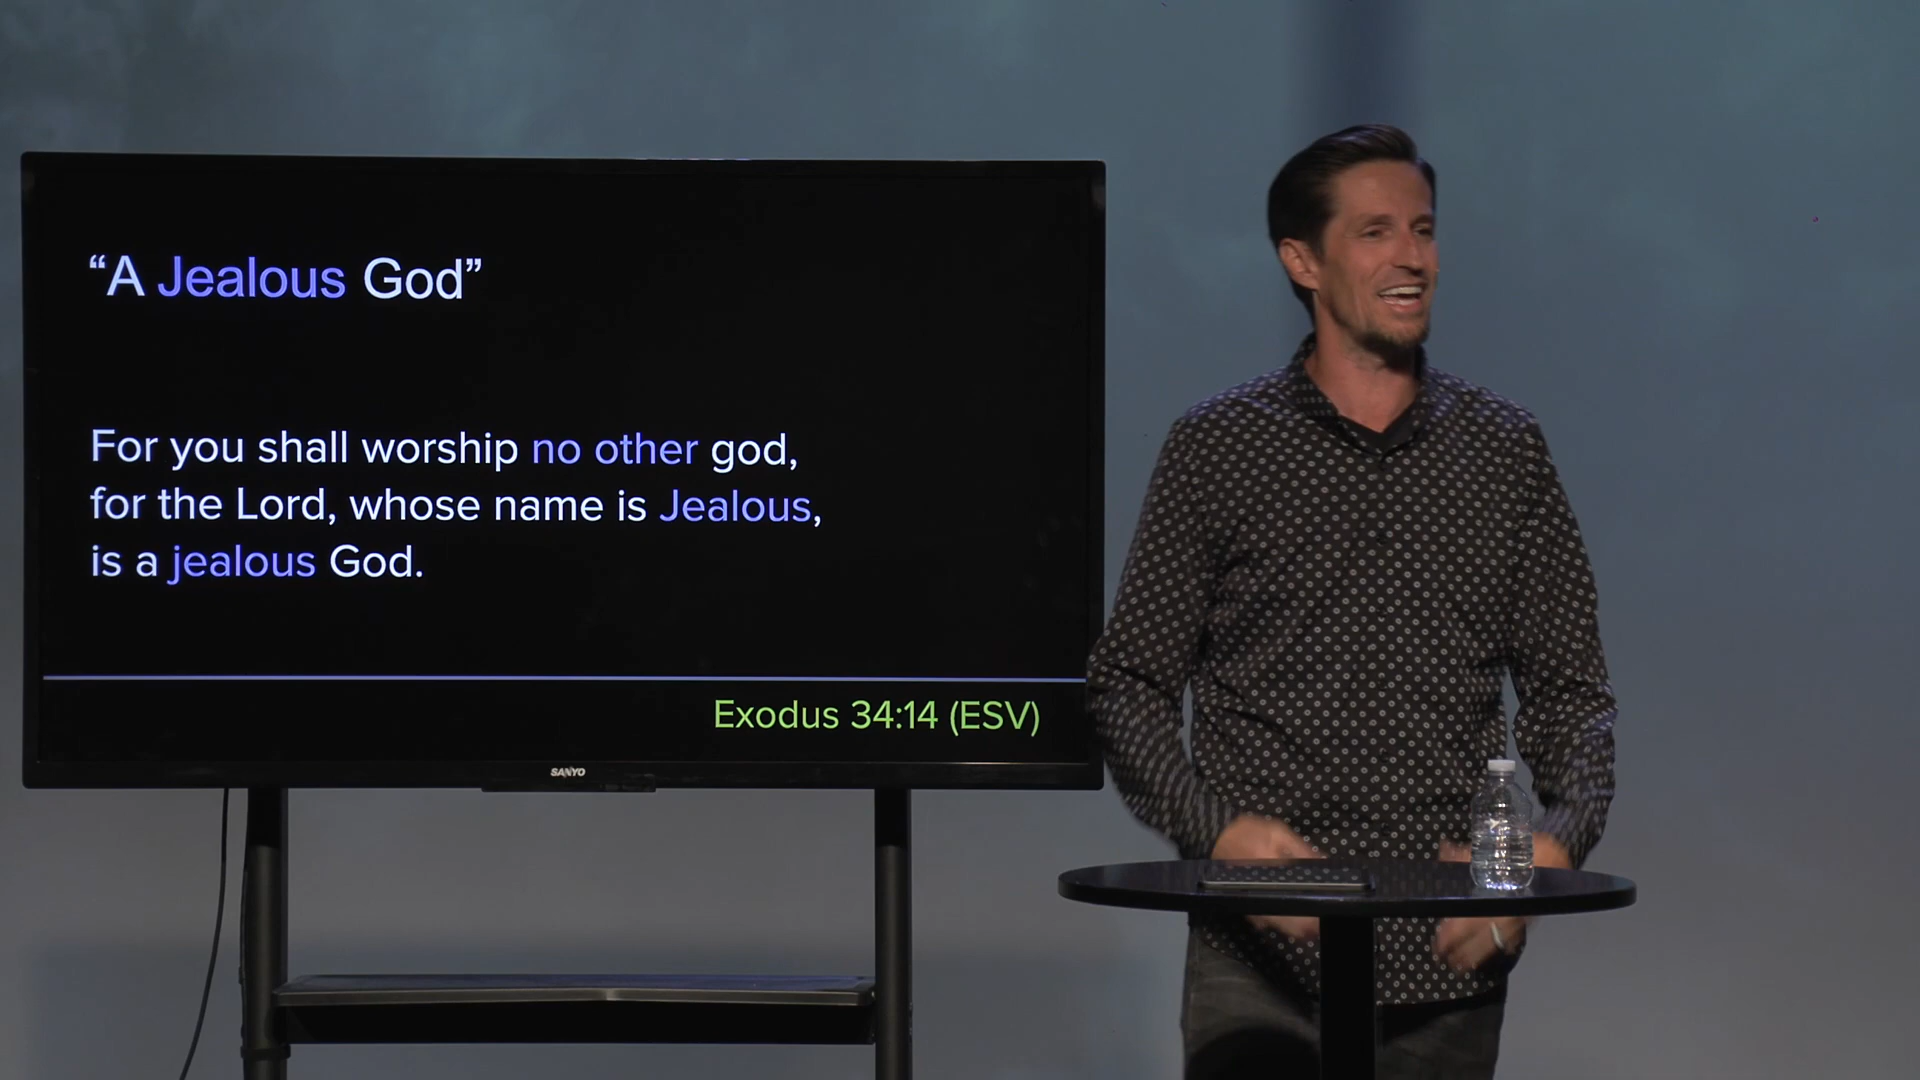 “A Jealous God”
For you shall worship no other god,
for the Lord, whose name is Jealous,
is a jealous God.
Exodus 34:14 (ESV)
SANYO